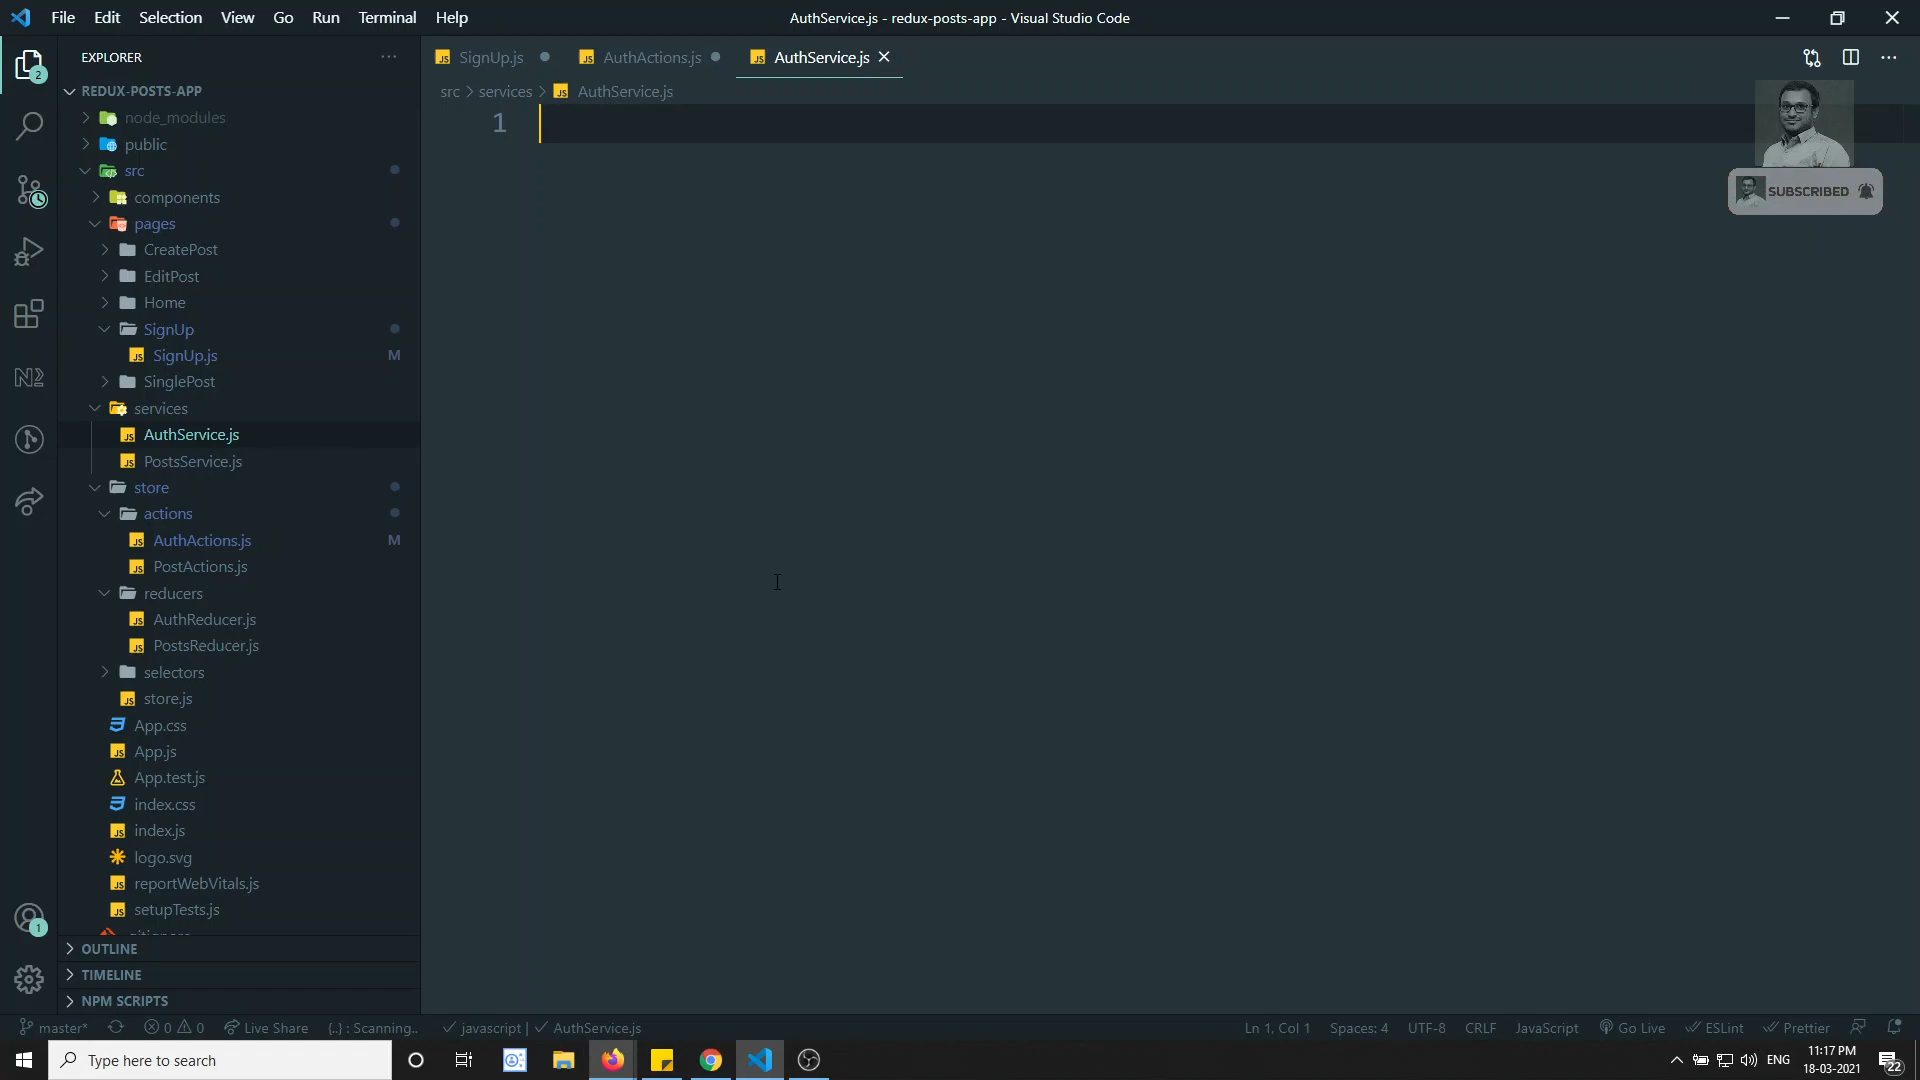 File Edit Selection View Go Run Terminal Help
AuthService.js - redux-posts-app - Visual Studio Code
EXPLORER
REDUX-POSTS-APP
node_modules
public
src
components
pages
CreatePost
EditPost
Home
SignUp
SignUp.js M
SinglePost
services
AuthService.js
PostsService.js
store
actions
AuthActions.js M
PostActions.js
reducers
AuthReducer.js
PostsReducer.js
selectors
store.js
App.css
App.js
App.test.js
index.css
index.js
logo.svg
reportWebVitals.js
setupTests.js
.gitignore
OUTLINE
TIMELINE
NPM SCRIPTS
SignUp.js AuthActions.js AuthService.js
src > services > AuthService.js
1
SUBSCRIBED
2
1
master* 0 0 Live Share {..} : Scanning.. javascript | AuthService.js
Ln 1, Col 1 Spaces: 4 UTF-8 CRLF JavaScript Go Live ESLint Prettier
Type here to search
ENG 11:17 PM
18-03-2021
22